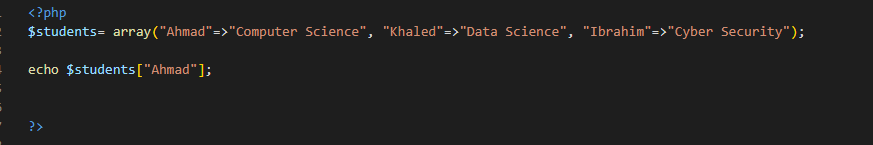 <?php
$students= array("Ahmad"=>"Computer Science", "Khaled"=>"Data Science", "Ibrahim"=>"Cyber Security");
echo $students["Ahmad"];
?>